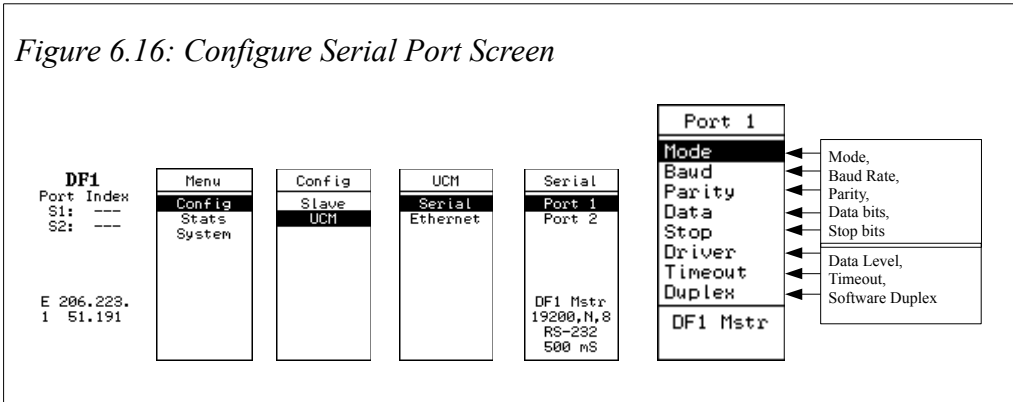 Figure 6.16: Configure Serial Port Screen
DF1
Port Index
S1: ---
S2: ---
E 206.223.
1 51.191
Menu
Config
Stats
System
Config
Slave
UCM
UCM
Serial
Ethernet
Serial
Port 1
Port 2
DF1 Mstr
19200,N,8
RS-232
500 mS
Port 1
Mode
Baud
Parity
Data
Stop
Driver
Timeout
Duplex
DF1 Mstr
Mode,
Baud Rate,
Parity,
Data bits,
Stop bits
Data Level,
Timeout,
Software Duplex